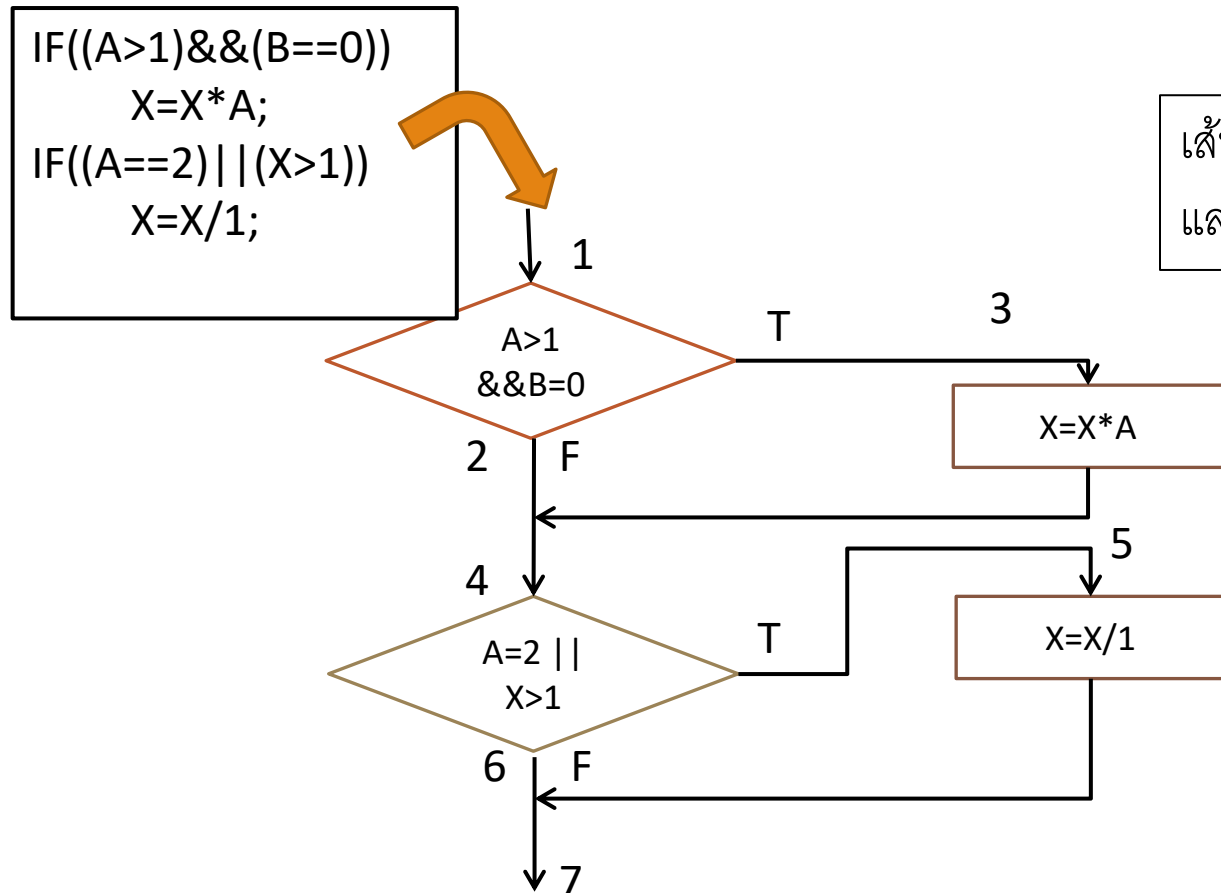 IF((A>1)&&(B==0))
X=X*A;
IF((A==2)||(X>1))
X=X/1;
1
A>1
&&B=0
T
3
X=X*A
2
F
4
A=2 ||
X>1
T
5
X=X/1
6
F
7